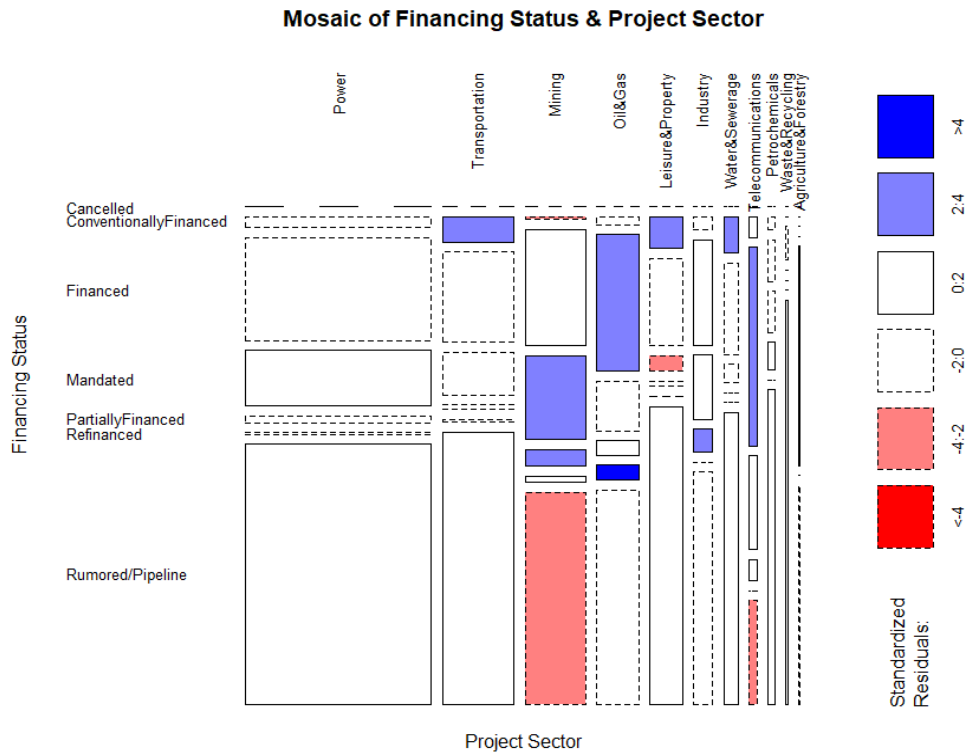 Mosaic of Financing Status & Project Sector
Power
Transportation
Mining
Oil&Gas
Leisure&Property
Industry
Water&Sewerage
Telecommunications
Petrochemicals
Waste&Recycling
Agriculture&Forestry
Cancelled
ConventionallyFinanced
Financed
Mandated
PartiallyFinanced
Refinanced
Rumored/Pipeline
Financing Status
Project Sector
>4
2:4
0:2
-2:0
-4:-2
<-4
Standardized
Residuals: